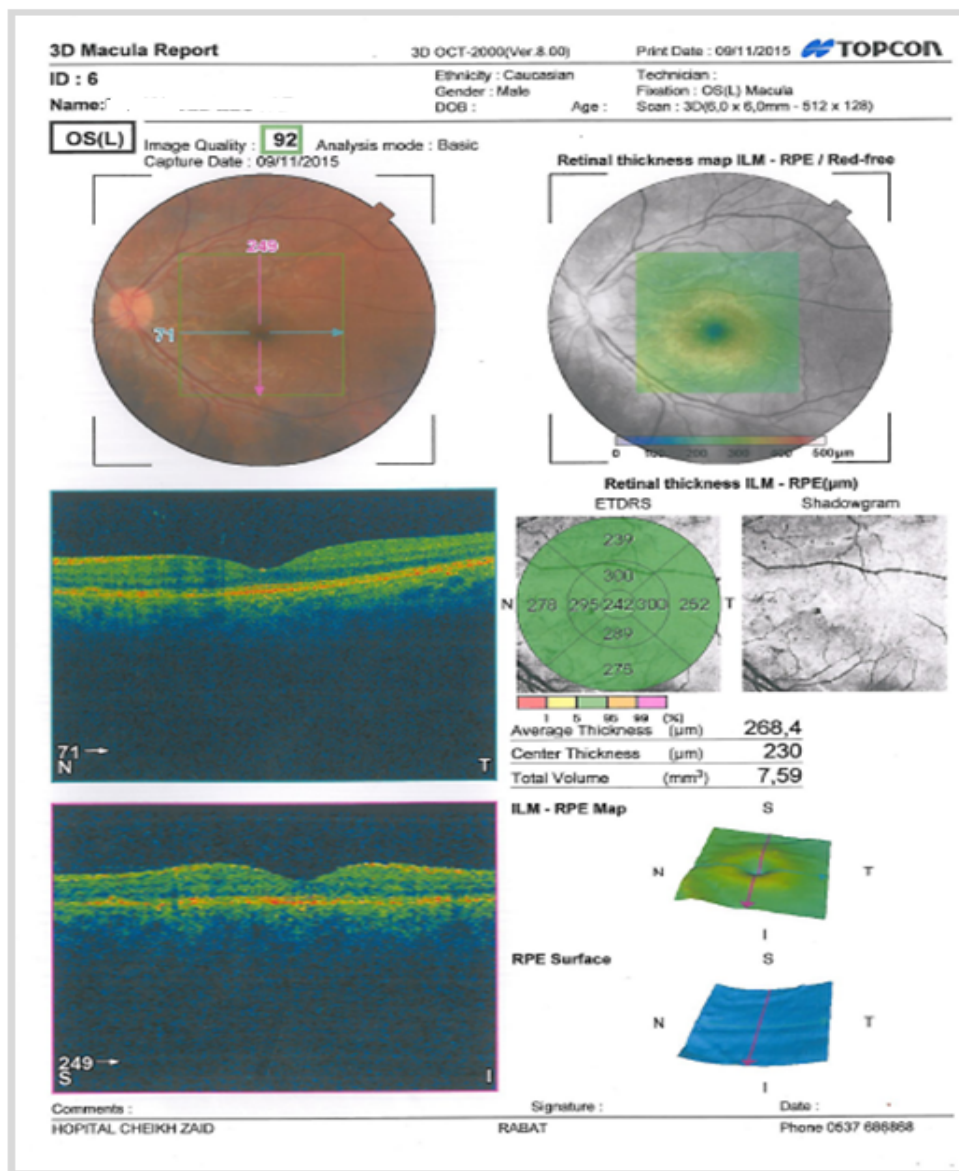 3D Macula Report 3D OCT-2000(Ver.8.00) Print Date : 09/11/2015 TOPCON
ID : 6 Ethnicity : Caucasian Technician :
Gender : Male Fixation : OS(L) Macula
Name: DOB : Age : Scan : 3D(6,0 x 6,0mm - 512 x 128)
OS(L) Image Quality : 92 Analysis mode : Basic
Capture Date : 09/11/2015
Retinal thickness map ILM - RPE / Red-free
249
71
0 100 200 300 400 500μm
Retinal thickness ILM - RPE(μm)
ETDRS Shadowgram
239
300
N 278 295 242 300 252 T
289
278
1 5 95 99 (%)
Average Thickness (μm) 268,4
Center Thickness (μm) 230
Total Volume (mm³) 7,59
71
N T
ILM - RPE Map S
N T
I
RPE Surface S
N T
I
249
S I
Comments : Signature : Date :
HOPITAL CHEIKH ZAID RABAT Phone 0537 686868